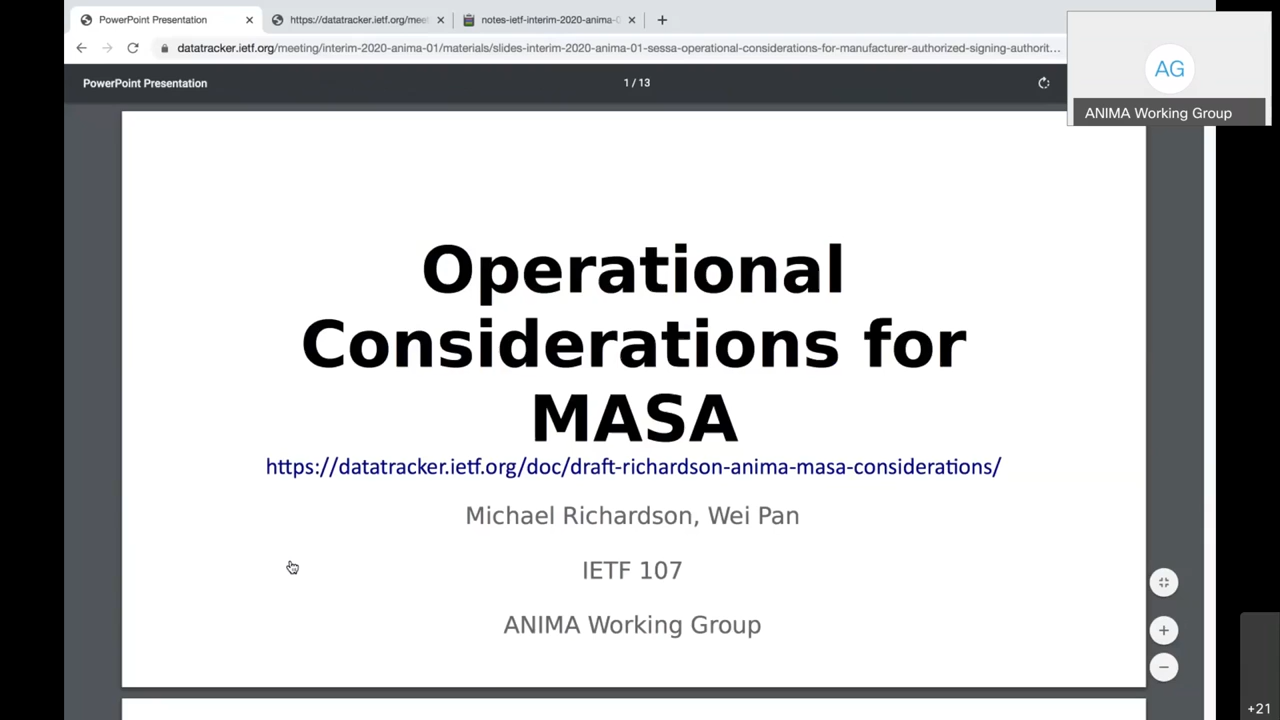 PowerPoint Presentation
https://datatracker.ietf.org/mee
notes-ietf-interim-2020-anima-
datatracker.ietf.org/meeting/interim-2020-anima-01/materials/slides-interim-2020-anima-01-sessa-operational-considerations-for-manufacturer-authorized-signing-authorit...
AG
ANIMA Working Group
PowerPoint Presentation
1 / 13
Operational
Considerations for
MASA
https://datatracker.ietf.org/doc/draft-richardson-anima-masa-considerations/
Michael Richardson, Wei Pan
IETF 107
ANIMA Working Group
+21